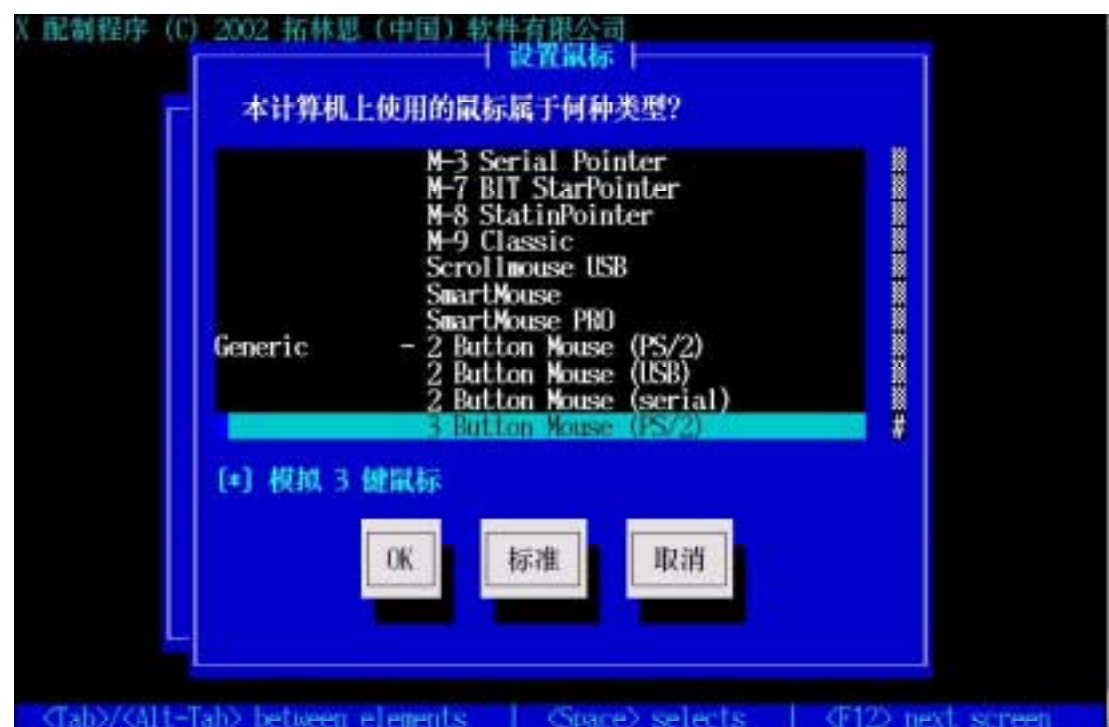 X 配制程序 (C) 2002 拓林思（中国）软件有限公司
设置鼠标
本计算机上使用的鼠标属于何种类型?
M-3 Serial Pointer
M-7 BIT StarPointer
M-8 StatinPointer
M-9 Classic
Scrollmouse USB
SmartMouse
SmartMouse PRO
Generic - 2 Button Mouse (PS/2)
2 Button Mouse (USB)
2 Button Mouse (serial)
3 Button Mouse (PS/2)
#
[*] 模拟 3 键鼠标
OK 标准 取消
<Tab>/<Alt-Tab> between elements | <Space> selects | <F12> next screen